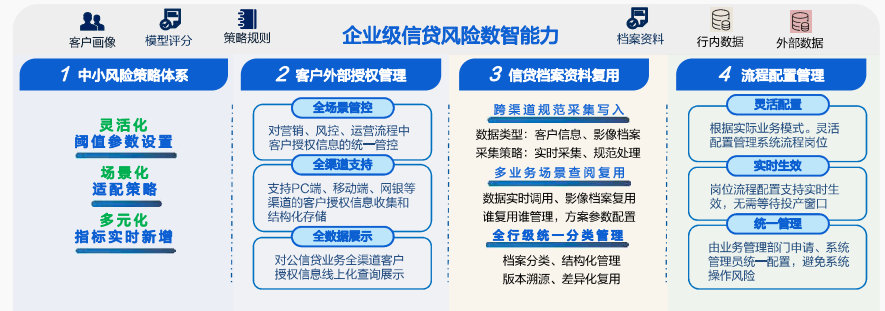 客户画像
模型评分
策略规则
企业级信贷风险数智能力
档案资料
行内数据
外部数据
1 中小风险策略体系
灵活化
阈值参数设置
场景化
适配策略
多元化
指标实时新增
2 客户外部授权管理
全场景管控
对营销、风控、运营流程中
客户授权信息的统一管控
全渠道支持
支持PC端、移动端、网银等
渠道的客户授权信息收集和
结构化存储
全数据展示
对公信贷业务全渠道客户
授权信息线上化查询展示
3 信贷档案资料复用
跨渠道规范采集写入
数据类型：客户信息、影像档案
采集策略：实时采集、规范处理
多业务场景查阅复用
数据实时调用、影像档案复用
谁复用谁管理，方案参数配置
全行级统一分类管理
档案分类、结构化管理
版本溯源、差异化复用
4 流程配置管理
灵活配置
根据实际业务模式。灵活
配置管理系统流程岗位
实时生效
岗位流程配置支持实时生
效，无需等待投产窗口
统一管理
由业务管理部门申请、系统
管理员统一配置，避免系统
操作风险